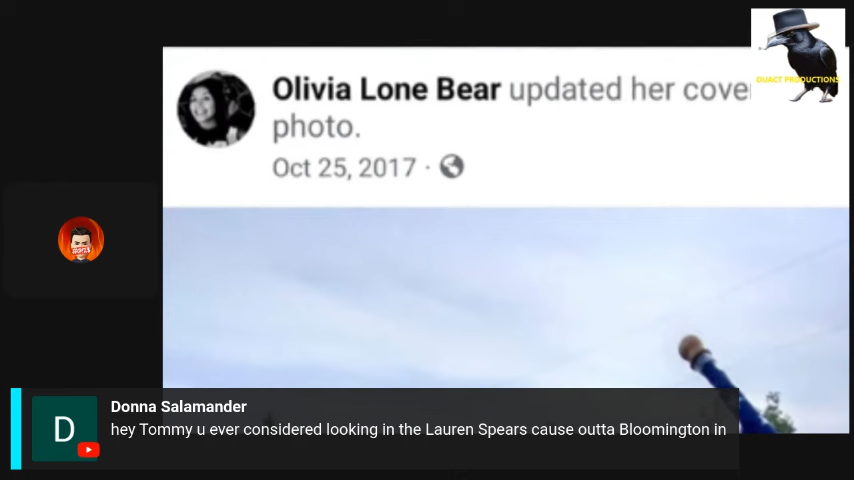 QUACT PRODUCTIONS
Olivia Lone Bear updated her cove
photo.
Oct 25, 2017 ·
D
Donna Salamander
hey Tommy u ever considered looking in the Lauren Spears cause outta Bloomington in